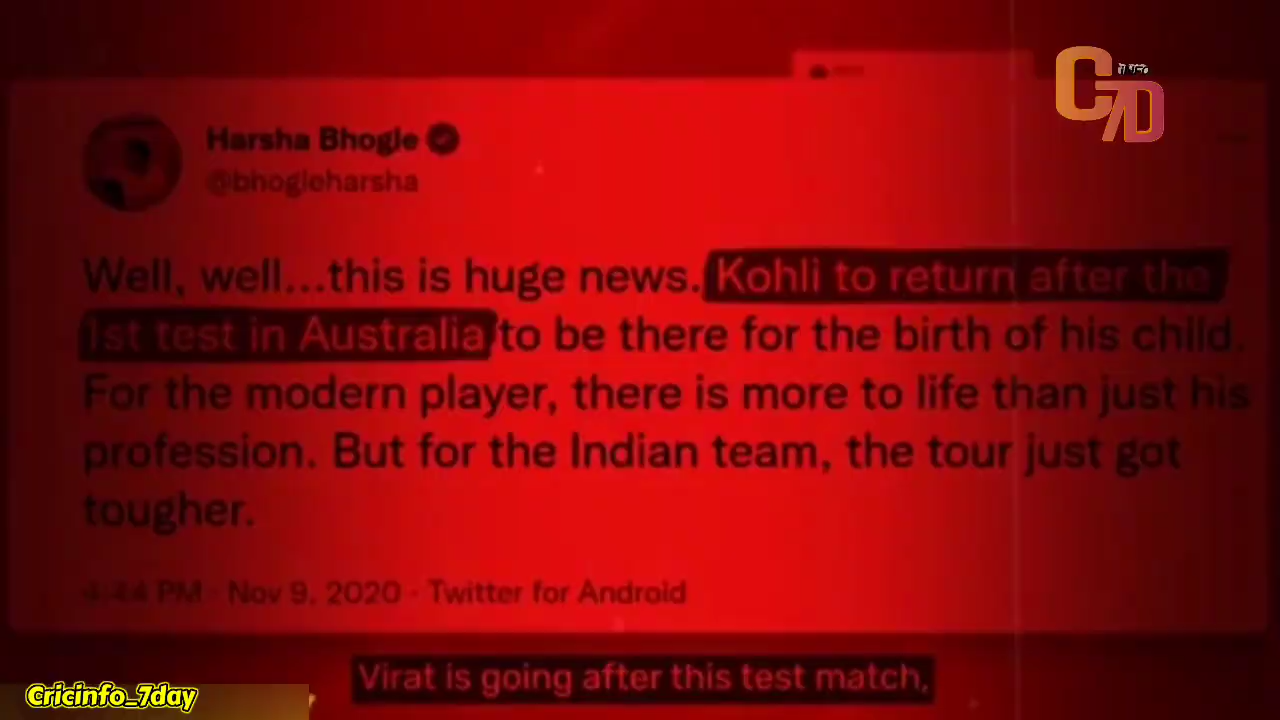 C7D
Harsha Bhogle
@bhogleharsha
Well, well...this is huge news. Kohli to return after the
1st test in Australia to be there for the birth of his child.
For the modern player, there is more to life than just his
profession. But for the Indian team, the tour just got
tougher.
4:44 PM · Nov 9, 2020 · Twitter for Android
Virat is going after this test match,
Cricinfo_7day